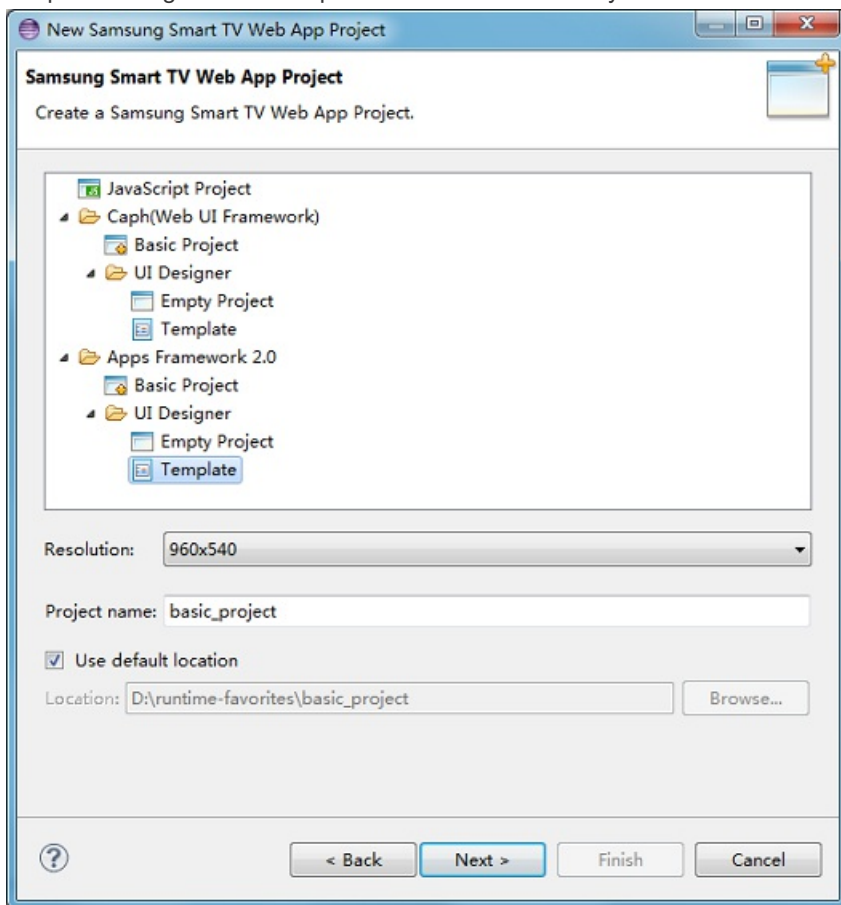 New Samsung Smart TV Web App Project
Samsung Smart TV Web App Project
Create a Samsung Smart TV Web App Project.
JavaScript Project
Caph(Web UI Framework)
Basic Project
UI Designer
Empty Project
Template
Apps Framework 2.0
Basic Project
UI Designer
Empty Project
Template
Resolution: 960x540
Project name: basic_project
Use default location
Location: D:\runtime-favorites\basic_project Browse...
? < Back Next > Finish Cancel